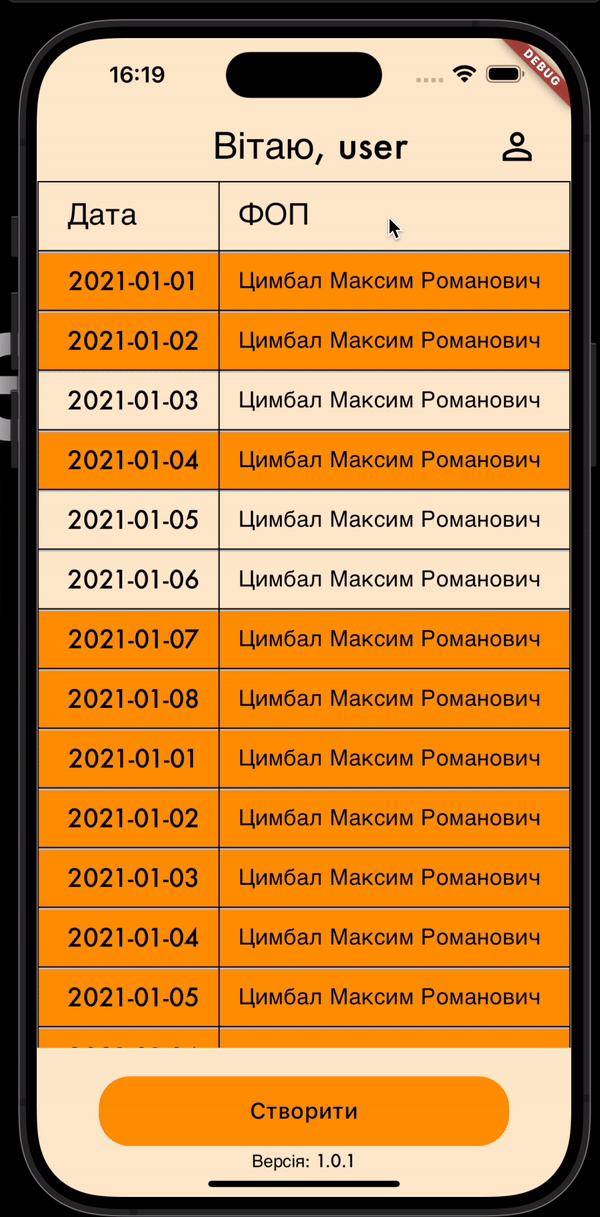 16:19
DEBUG
Вітаю, user
Дата ФОП
2021-01-01 Цимбал Максим Романович
2021-01-02 Цимбал Максим Романович
2021-01-03 Цимбал Максим Романович
2021-01-04 Цимбал Максим Романович
2021-01-05 Цимбал Максим Романович
2021-01-06 Цимбал Максим Романович
2021-01-07 Цимбал Максим Романович
2021-01-08 Цимбал Максим Романович
2021-01-01 Цимбал Максим Романович
2021-01-02 Цимбал Максим Романович
2021-01-03 Цимбал Максим Романович
2021-01-04 Цимбал Максим Романович
2021-01-05 Цимбал Максим Романович
Створити
Версія: 1.0.1